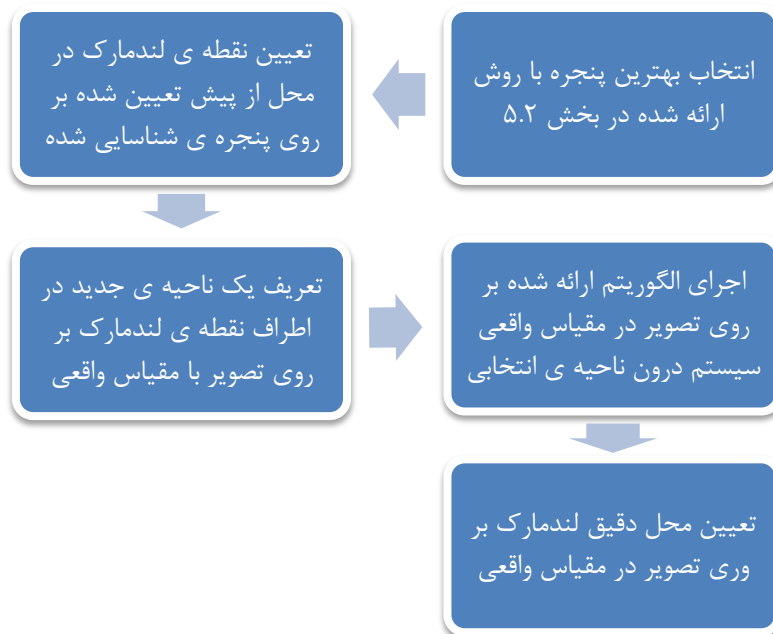 انتخاب بهترین پنجره با روش
ارائه شده در بخش ۵.۲
تعیین نقطه ی لندمارک در
محل از پیش تعیین شده بر
روی پنجره ی شناسایی شده
تعریف یک ناحیه ی جدید در
اطراف نقطه ی لندمارک بر
روی تصویر با مقیاس واقعی
اجرای الگوریتم ارائه شده بر
روی تصویر در مقیاس واقعی
سیستم درون ناحیه ی انتخابی
تعیین محل دقیق لندمارک بر
وری تصویر در مقیاس واقعی